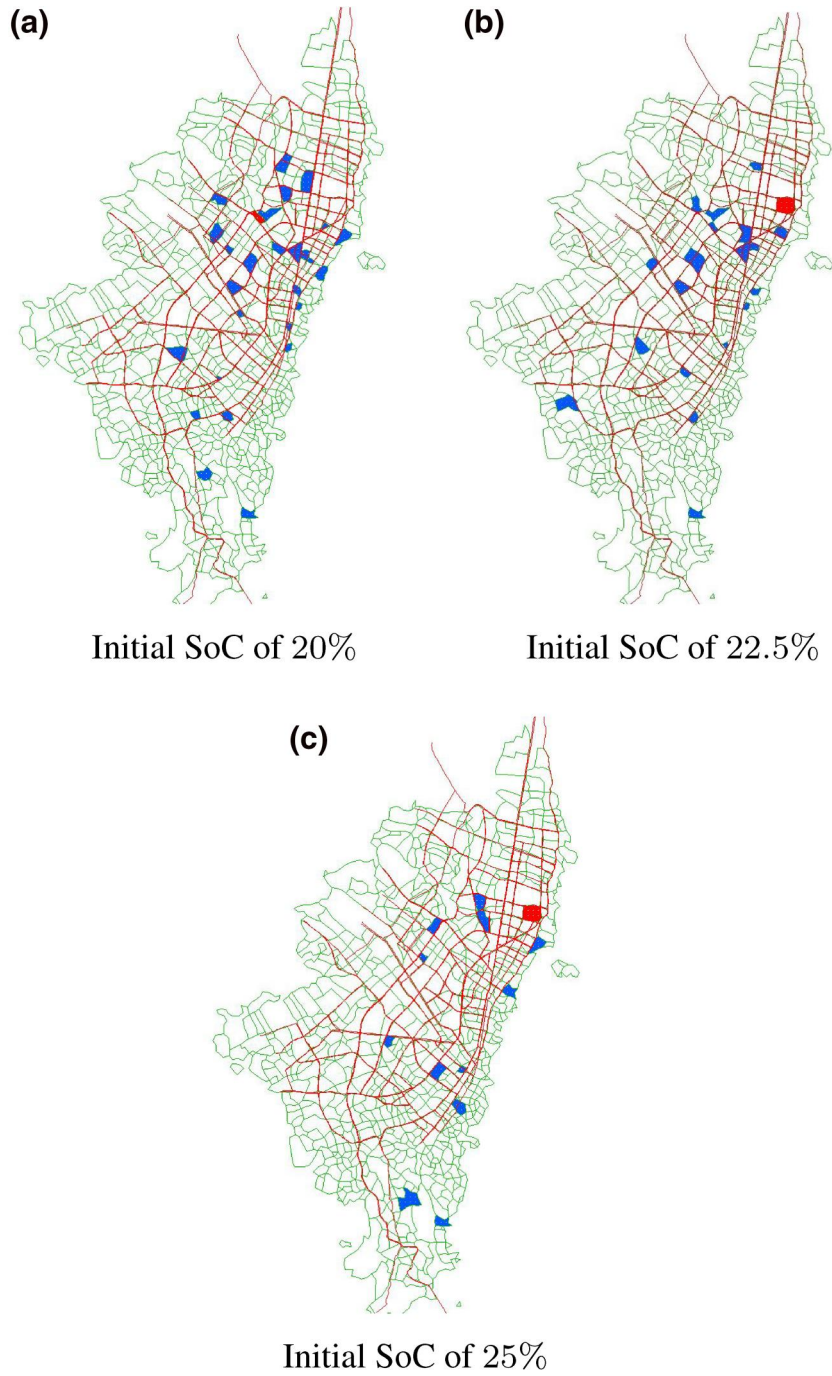 (a)
(b)
Initial SoC of 20%
Initial SoC of 22.5%
(c)
Initial SoC of 25%